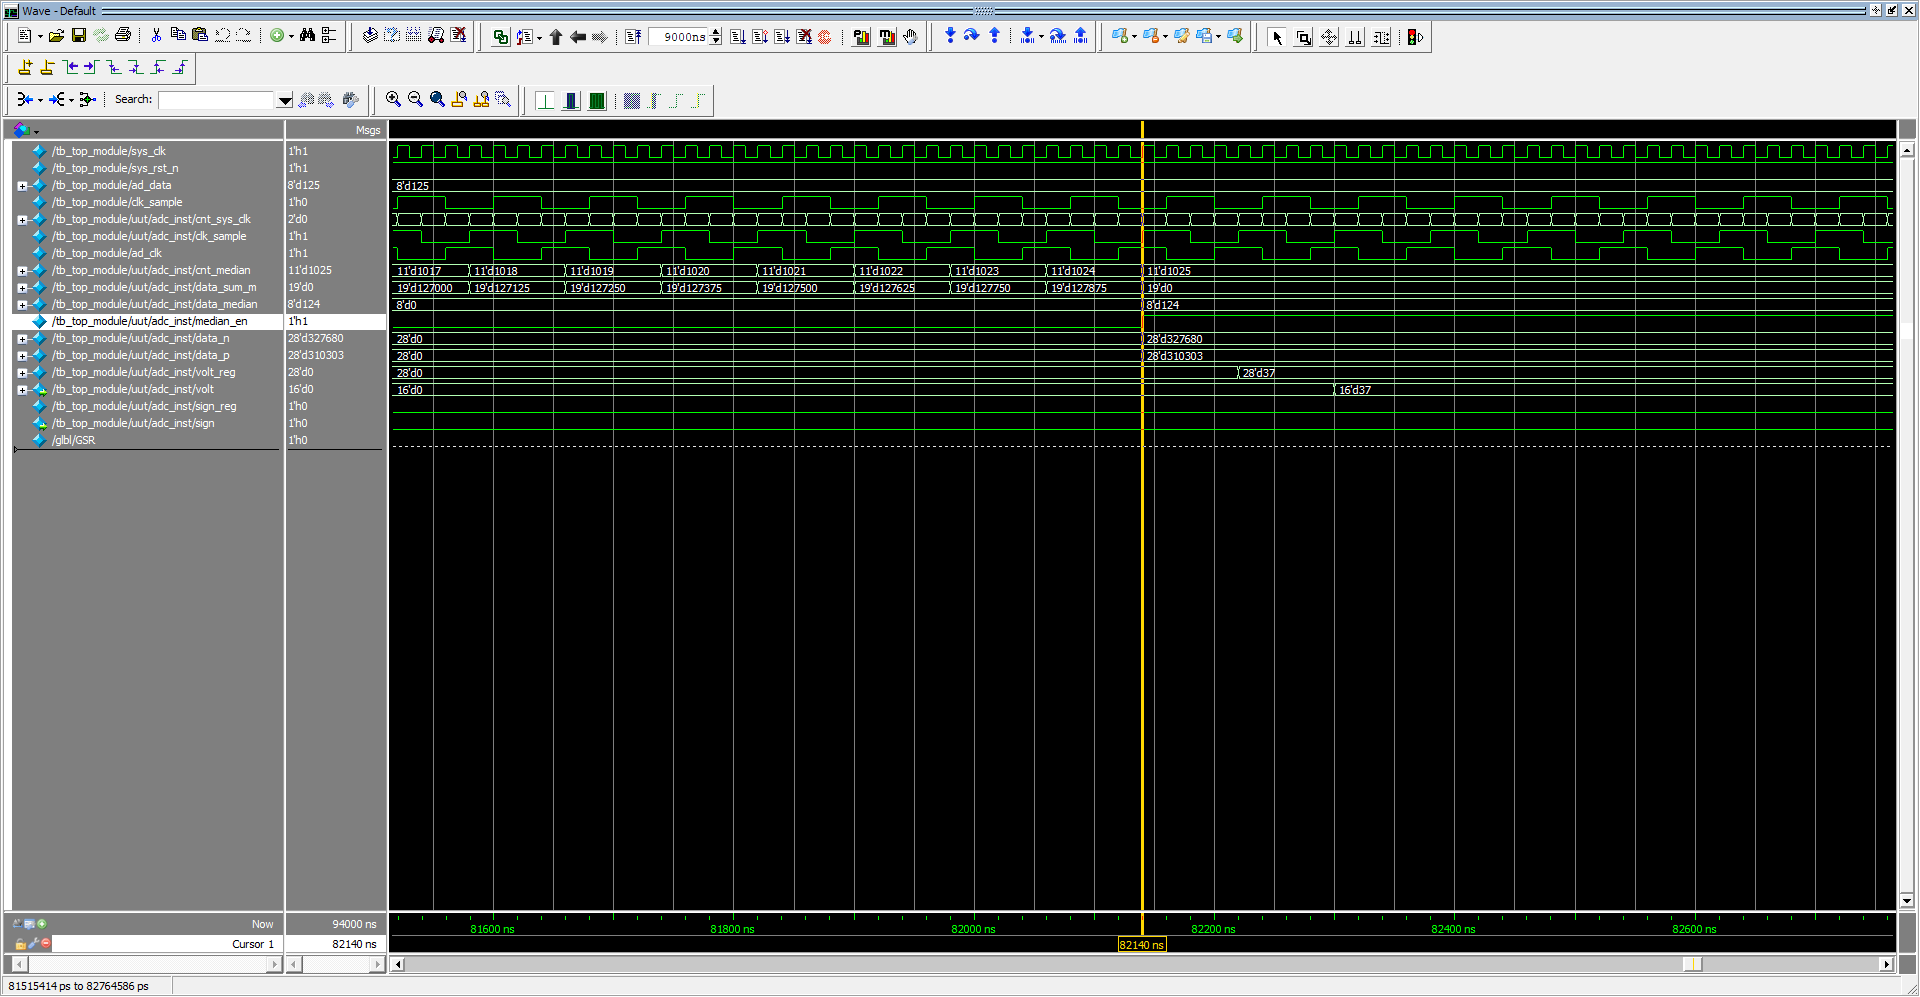 Wave - Default
9000ns
Search:
Msgs
/tb_top_module/sys_clk 1'h1
/tb_top_module/sys_rst_n 1'h1
/tb_top_module/ad_data 8'd125 8'd125
/tb_top_module/clk_sample 1'h0
/tb_top_module/uut/adc_inst/cnt_sys_clk 2'd0
/tb_top_module/uut/adc_inst/clk_sample 1'h1
/tb_top_module/ad_clk 1'h1
/tb_top_module/uut/adc_inst/cnt_median 11'd1025 11'd1017 11'd1018 11'd1019 11'd1020 11'd1021 11'd1022 11'd1023 11'd1024 11'd1025
/tb_top_module/uut/adc_inst/data_sum_m 19'd0 19'd127000 19'd127125 19'd127250 19'd127375 19'd127500 19'd127625 19'd127750 19'd127875 19'd0
/tb_top_module/uut/adc_inst/data_median 8'd124 8'd0 8'd124
/tb_top_module/uut/adc_inst/median_en 1'h1
/tb_top_module/uut/adc_inst/data_n 28'd327680 28'd0 28'd327680
/tb_top_module/uut/adc_inst/data_p 28'd310303 28'd0 28'd310303
/tb_top_module/uut/adc_inst/volt_reg 28'd0 28'd0 28'd37
/tb_top_module/uut/adc_inst/volt 16'd0 16'd0 16'd37
/tb_top_module/uut/adc_inst/sign_reg 1'h0
/tb_top_module/uut/adc_inst/sign 1'h0
/glbl/GSR 1'h0
Now 94000 ns
81600 ns 81800 ns 82000 ns 82200 ns 82400 ns 82600 ns
Cursor 1 82140 ns 82140 ns
81515414 ps to 82764586 ps